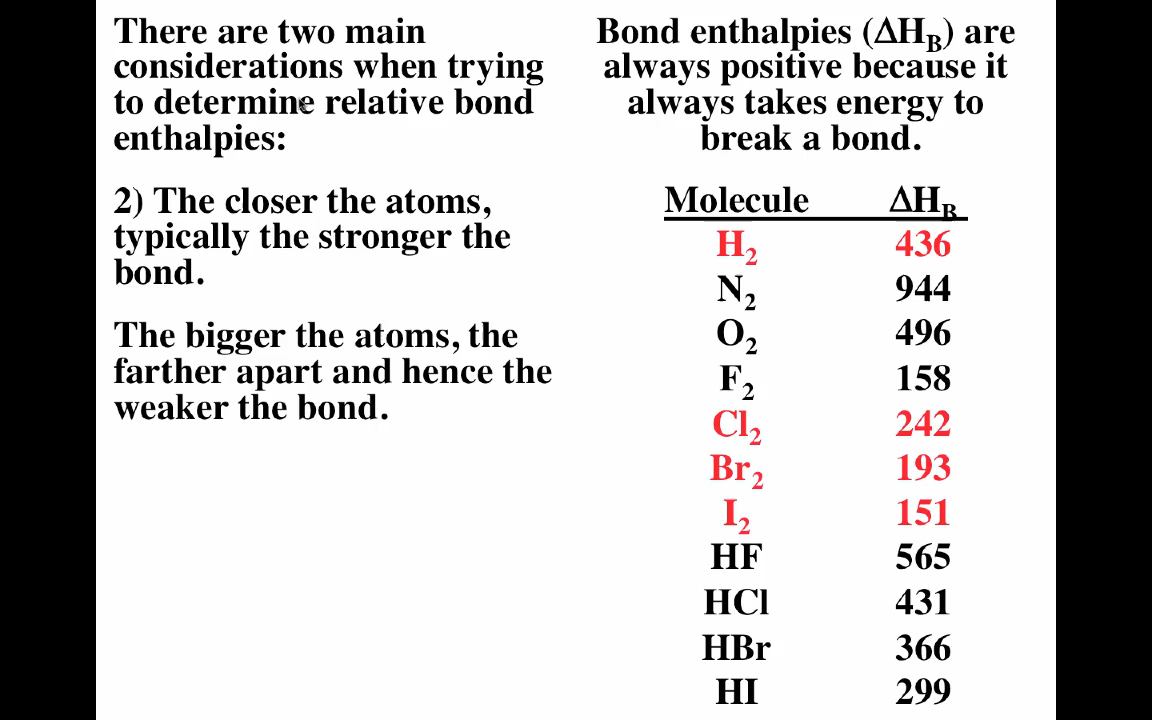 There are two main
considerations when trying
to determine relative bond
enthalpies:
2) The closer the atoms,
typically the stronger the
bond.
The bigger the atoms, the
farther apart and hence the
weaker the bond.
Bond enthalpies (ΔH_B) are
always positive because it
always takes energy to
break a bond.
Molecule ΔH_B
H₂ 436
N₂ 944
O₂ 496
F₂ 158
Cl₂ 242
Br₂ 193
I₂ 151
HF 565
HCl 431
HBr 366
HI 299